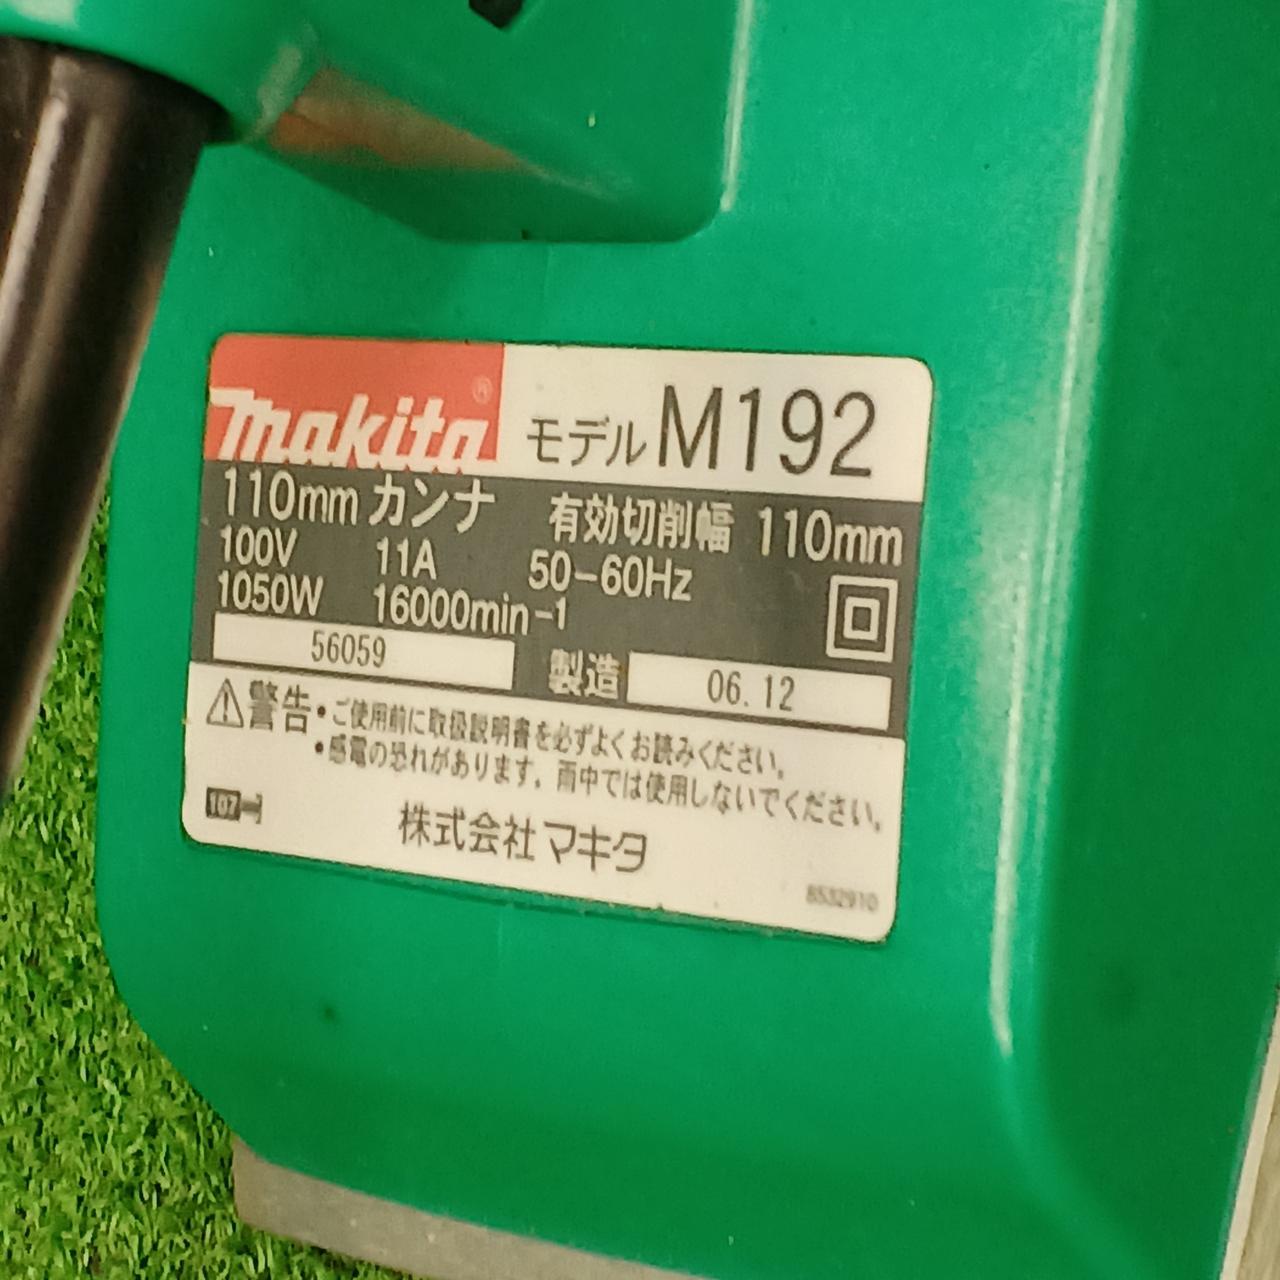 makita®
モデル M192
110mm カンナ 有効切削幅 110mm
100V 11A 50-60Hz
1050W 16000min-1
56059 製造 06.12
⚠警告・ご使用前に取扱説明書を必ずよくお読みください。
・感電の恐れがあります。雨中では使用しないでください。
107
株式会社マキタ
8532910